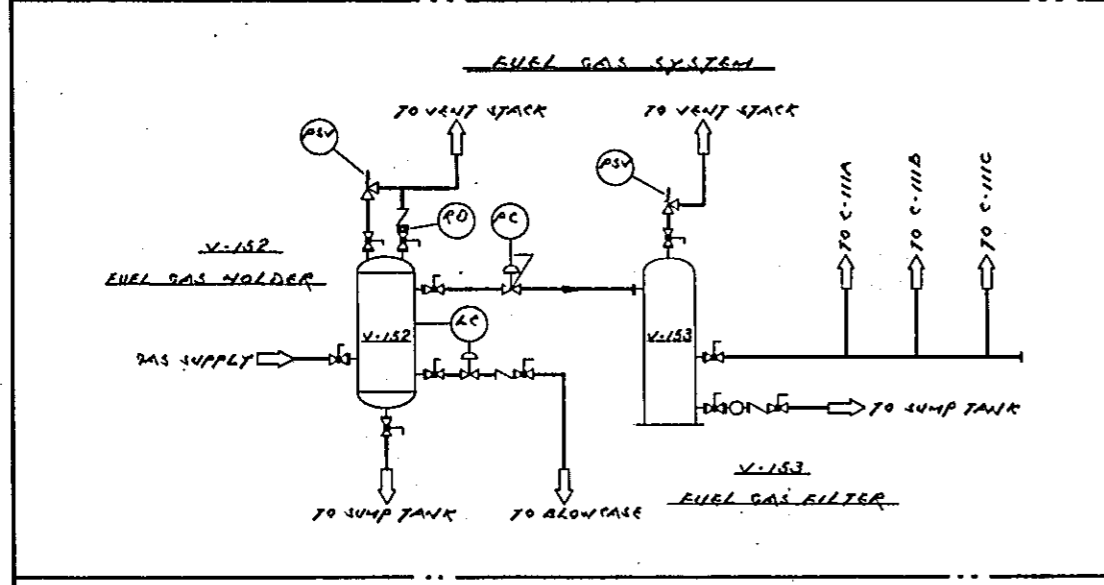 FUEL GAS SYSTEM
TO VENT STACK
TO VENT STACK
PSV
PSV
RD
PC
TO C-111A
TO C-111B
TO C-111C
V-152
FUEL GAS HOLDER
LC
V-152
V-153
GAS SUPPLY
TO SUMP TANK
V-153
FUEL GAS FILTER
TO SUMP TANK
TO BLOWCASE